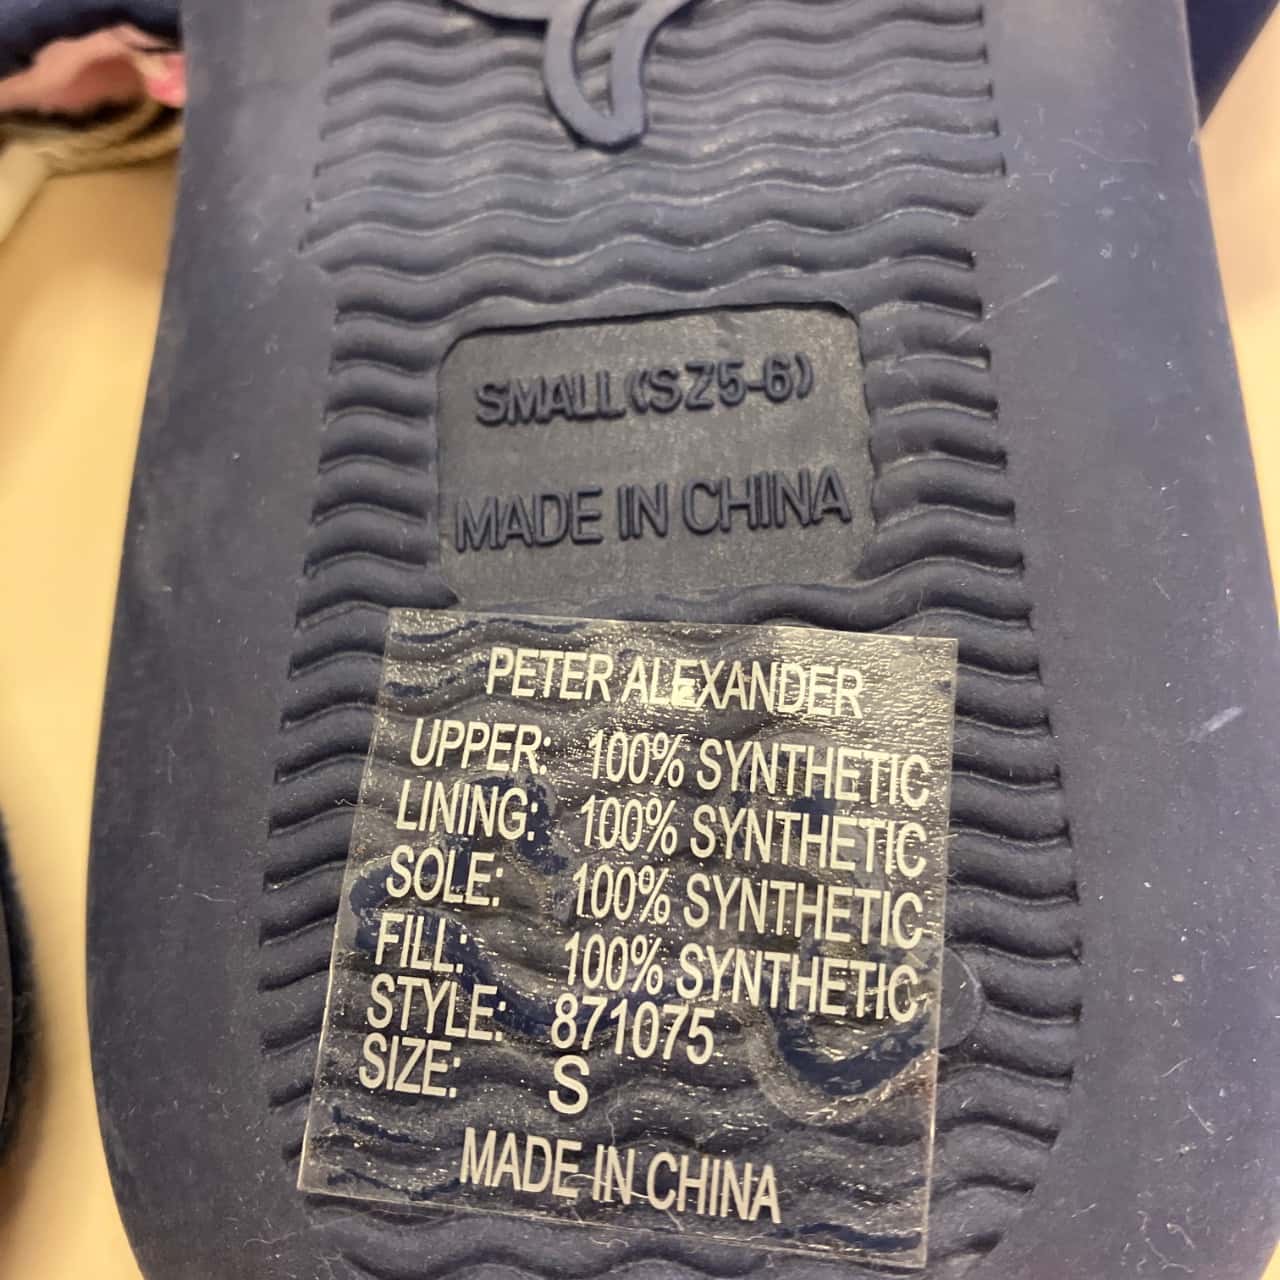 SMALL(SZ5-6)
MADE IN CHINA
PETER ALEXANDER
UPPER: 100% SYNTHETIC
LINING: 100% SYNTHETIC
SOLE: 100% SYNTHETIC
FILL: 100% SYNTHETIC
STYLE: 871075
SIZE: S
MADE IN CHINA